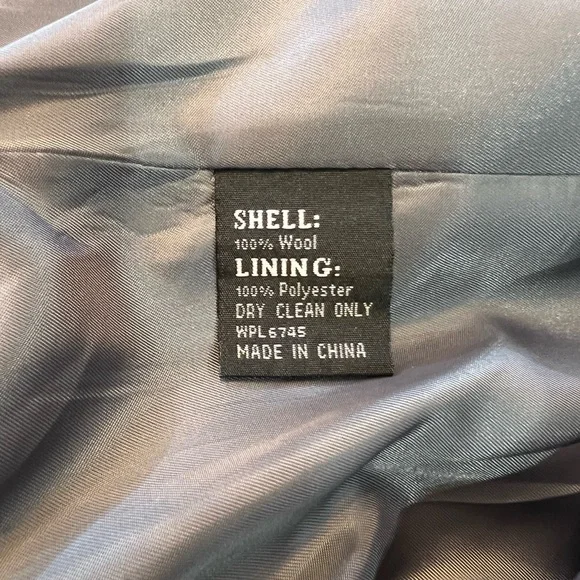 SHELL:
100% Wool
LINING:
100% Polyester
DRY CLEAN ONLY
WPL6745
MADE IN CHINA